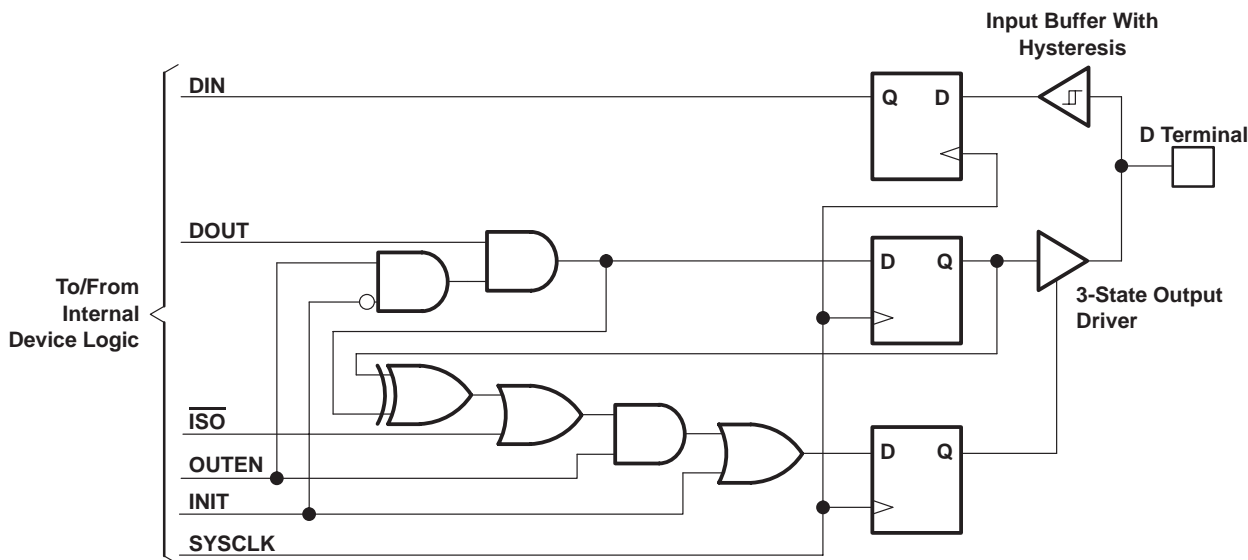 Input Buffer With
Hysteresis
DIN
Q D
D Terminal
DOUT
D Q
To/From
Internal
Device Logic
3-State Output
Driver
ISO
OUTEN
D Q
INIT
SYSCLK